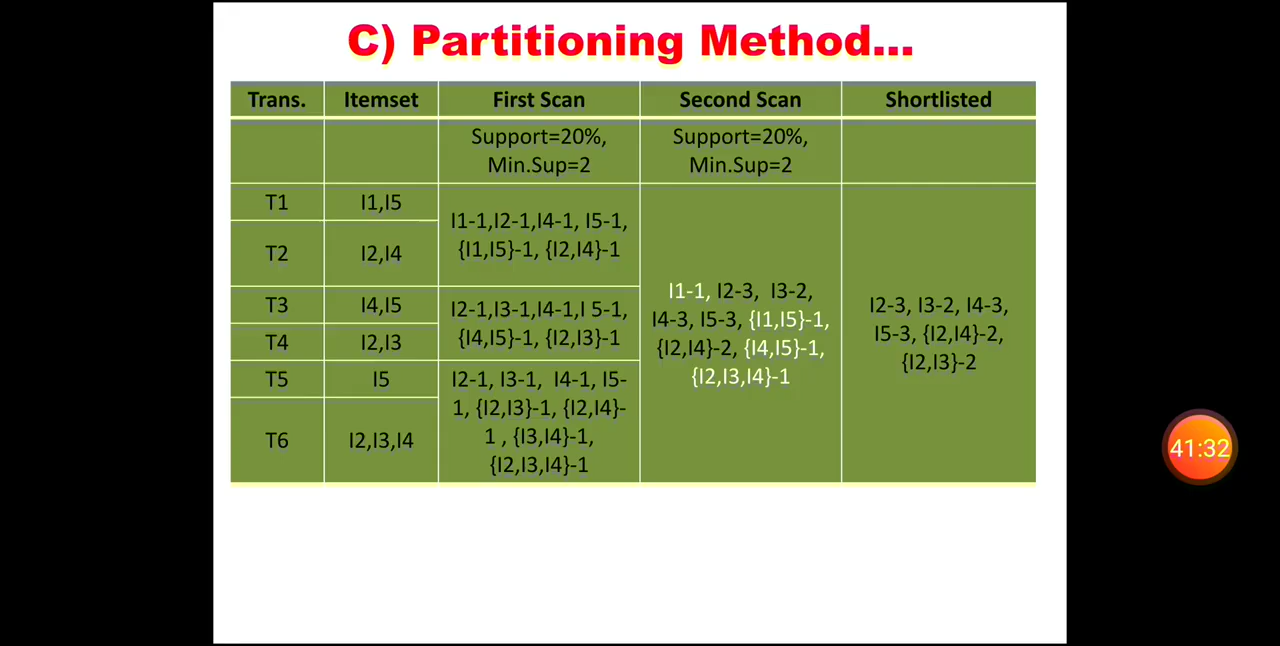 C) Partitioning Method...
Trans.
Itemset
First Scan
Second Scan
Shortlisted
Support=20%,
Min.Sup=2
Support=20%,
Min.Sup=2
T1
I1,I5
I1-1,I2-1,I4-1, I5-1,
{I1,I5}-1, {I2,I4}-1
T2
I2,I4
T3
I4,I5
I2-1,I3-1,I4-1,I 5-1,
{I4,I5}-1, {I2,I3}-1
T4
I2,I3
T5
I5
I2-1, I3-1, I4-1, I5-
1, {I2,I3}-1, {I2,I4}-
1 , {I3,I4}-1,
{I2,I3,I4}-1
T6
I2,I3,I4
I1-1, I2-3, I3-2,
I4-3, I5-3, {I1,I5}-1,
{I2,I4}-2, {I4,I5}-1,
{I2,I3,I4}-1
I2-3, I3-2, I4-3,
I5-3, {I2,I4}-2,
{I2,I3}-2
41:32